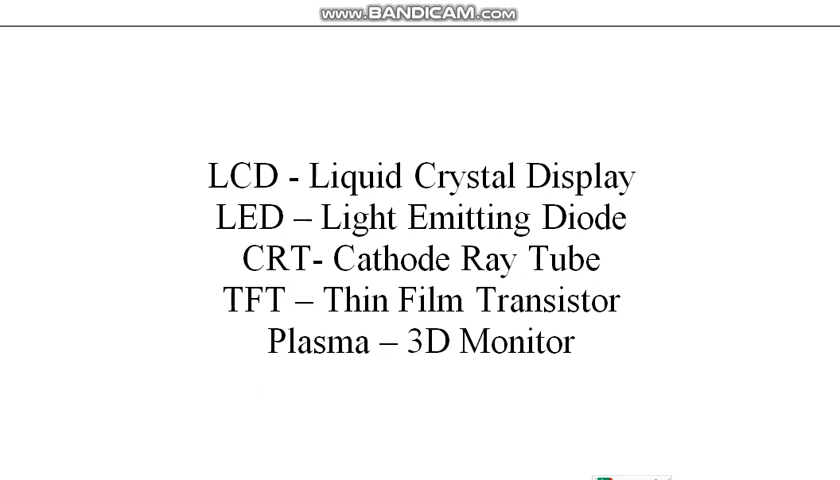 www.BANDICAM.com
LCD - Liquid Crystal Display
LED – Light Emitting Diode
CRT- Cathode Ray Tube
TFT – Thin Film Transistor
Plasma – 3D Monitor